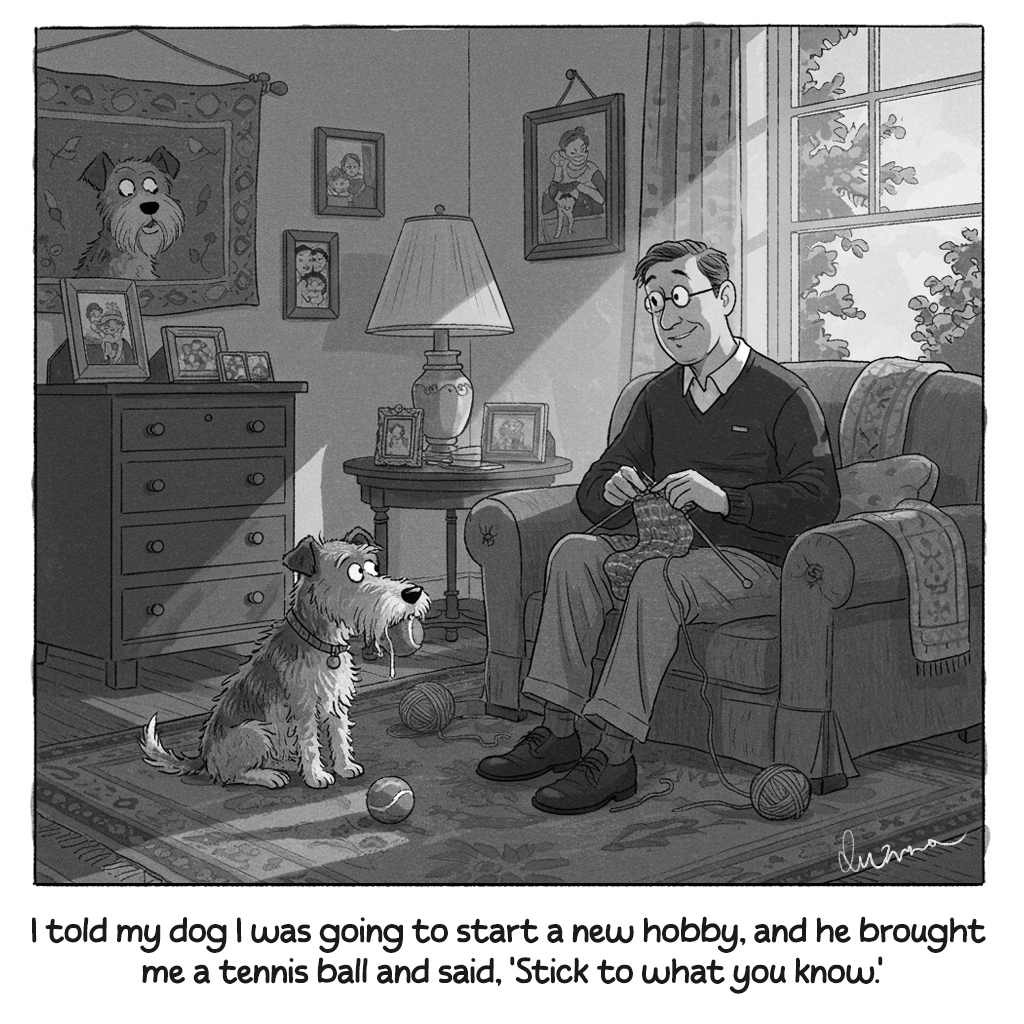 I told my dog I was going to start a new hobby, and he brought
me a tennis ball and said, 'Stick to what you know.'